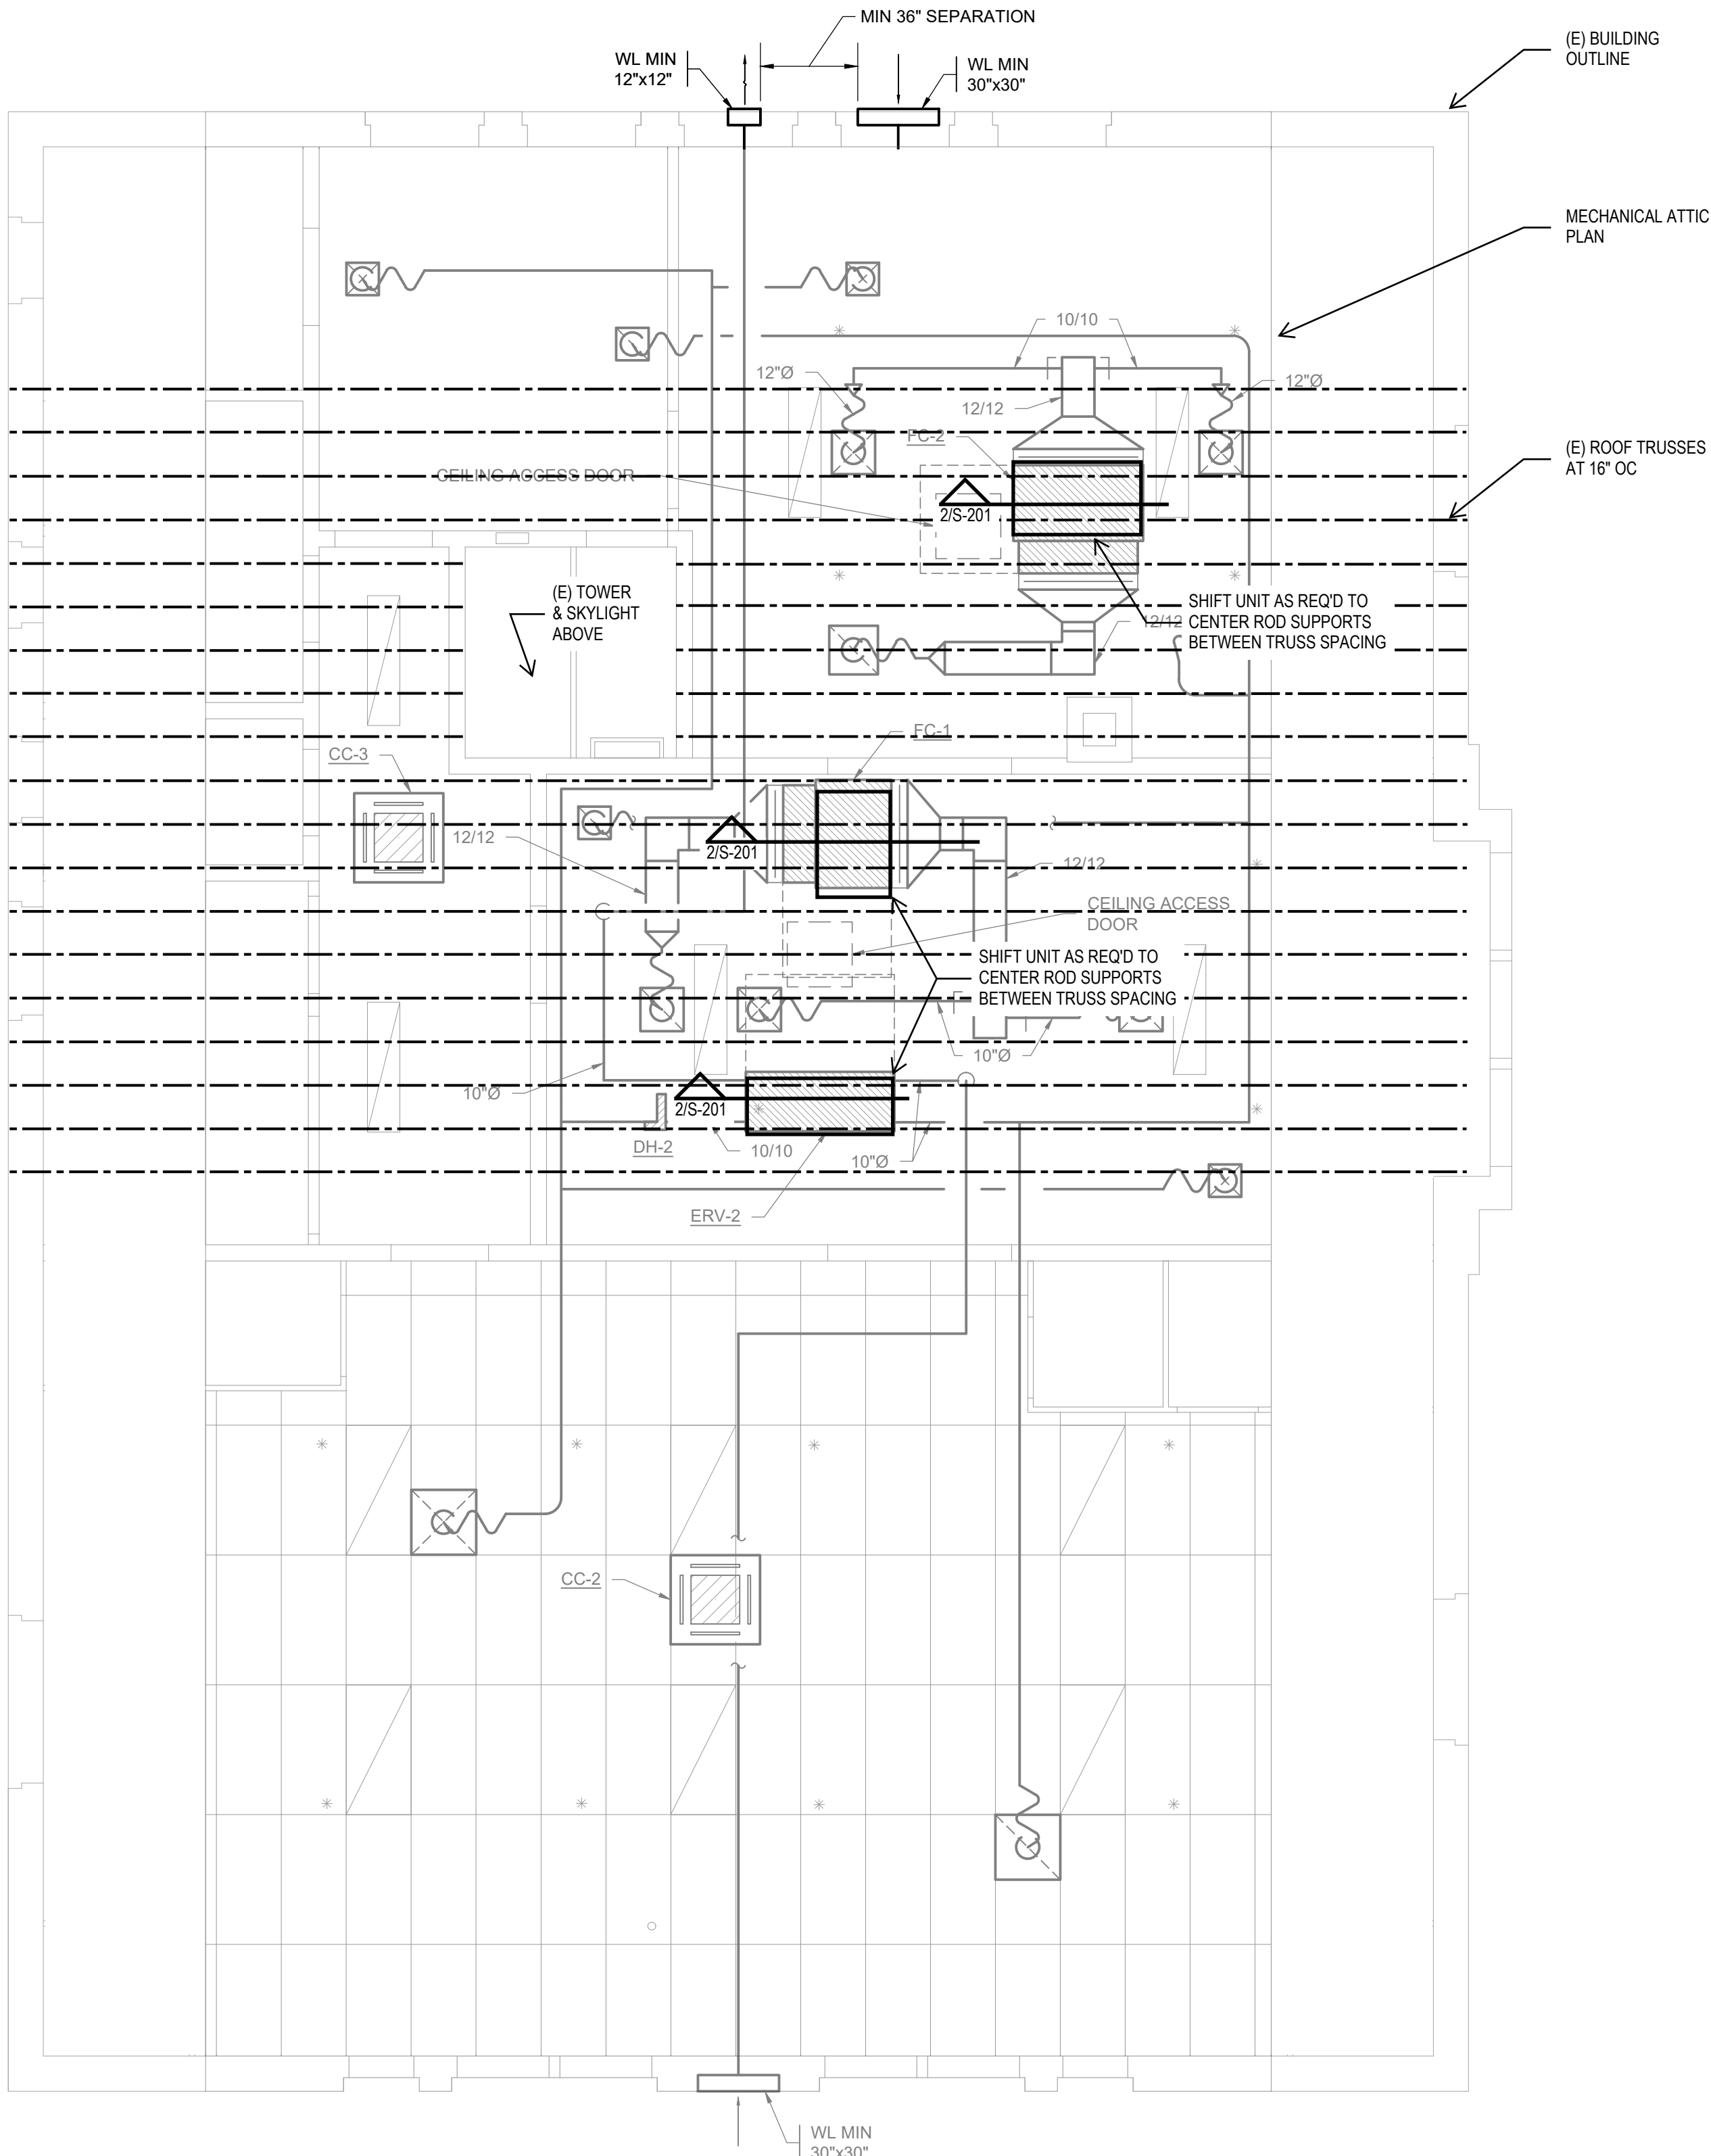 MIN 36" SEPARATION
WL MIN
12"x12"
WL MIN
30"x30"
(E) BUILDING
OUTLINE
MECHANICAL ATTIC
PLAN
10/10
12"Ø
12"Ø
12/12
FC-2
(E) ROOF TRUSSES
AT 16" OC
CEILING ACCESS DOOR
2/S-201
(E) TOWER
& SKYLIGHT
ABOVE
SHIFT UNIT AS REQ'D TO
CENTER ROD SUPPORTS
BETWEEN TRUSS SPACING
12/12
FC-1
CC-3
12/12
2/S-201
12/12
CEILING ACCESS
DOOR
SHIFT UNIT AS REQ'D TO
CENTER ROD SUPPORTS
BETWEEN TRUSS SPACING
10"Ø
10"Ø
2/S-201
DH-2
10/10
10"Ø
ERV-2
CC-2
WL MIN
30"x30"